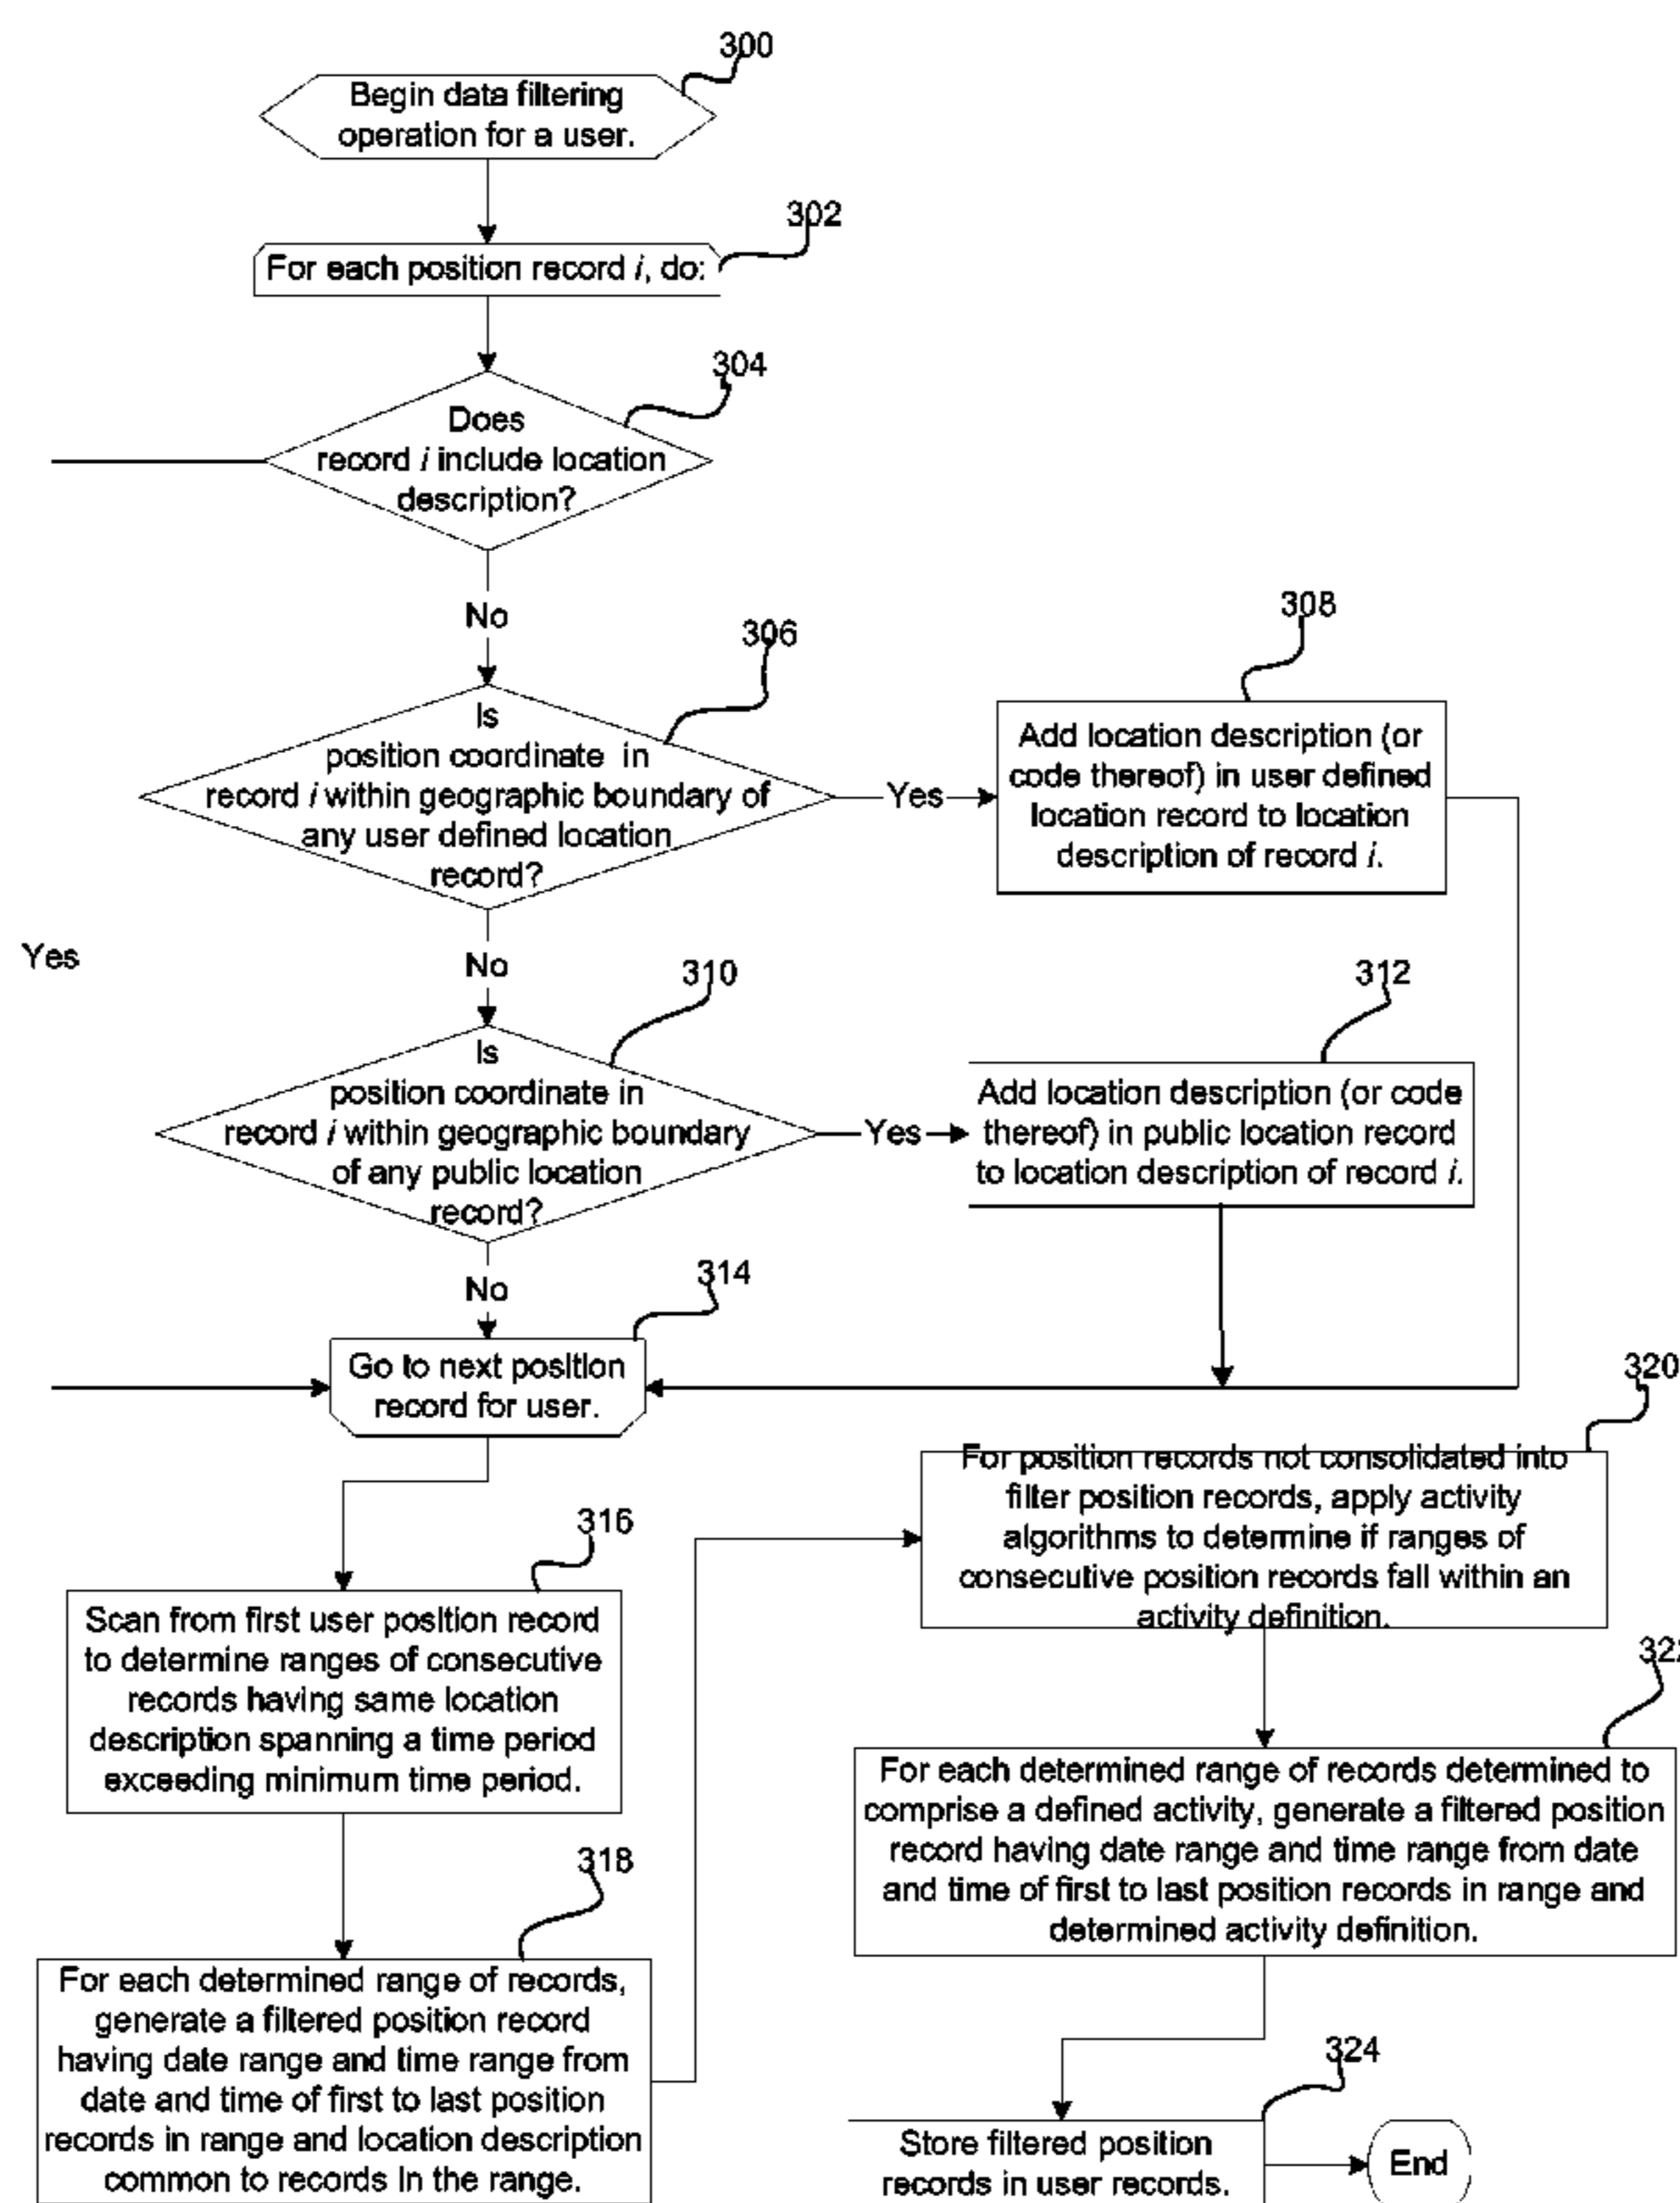 300
Begin data filtering
operation for a user.
302
For each position record i, do:
304
Does
record i include location
description?
No
306
Is
position coordinate in
record i within geographic boundary of
any user defined location
record?
Yes
308
Add location description (or
code thereof) in user defined
location record to location
description of record i.
Yes
No
310
Is
position coordinate in
record i within geographic boundary
of any public location
record?
Yes
312
Add location description (or code
thereof) in public location record
to location description of record i.
No
314
Go to next position
record for user.
316
Scan from first user position record
to determine ranges of consecutive
records having same location
description spanning a time period
exceeding minimum time period.
318
For each determined range of records,
generate a filtered position record
having date range and time range from
date and time of first to last position
records in range and location description
common to records in the range.
320
For position records not consolidated into
filter position records, apply activity
algorithms to determine if ranges of
consecutive position records fall within an
activity definition.
322
For each determined range of records determined to
comprise a defined activity, generate a filtered position
record having date range and time range from date
and time of first to last position records in range and
determined activity definition.
324
Store filtered position
records in user records.
End